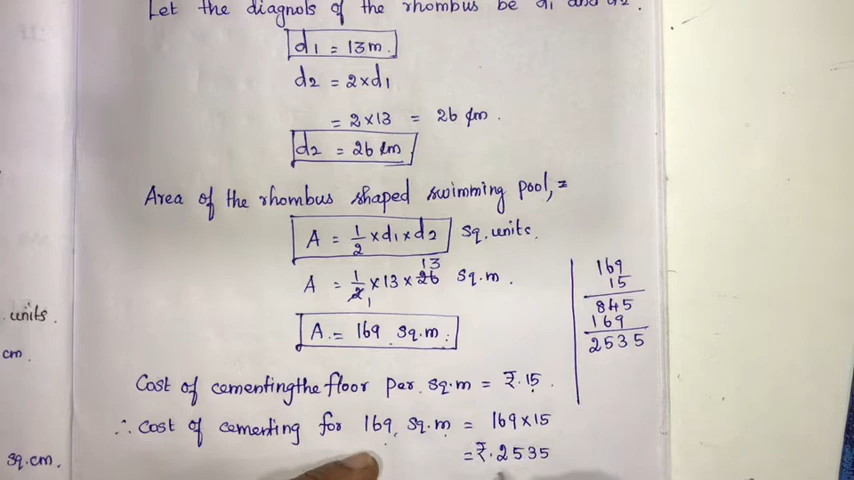 Let the diagnols of the rhombus be d1 and d2.
d1 = 13m.
d2 = 2×d1
= 2×13 = 26 m.
d2 = 26 m
Area of the rhombus shaped swimming pool, =
A = 1/2 × d1 × d2 Sq. units.
13
A = 1/2 × 13 × 26 Sq.m.
1
A = 169 Sq.m.
Cost of cementing the floor per sq.m = ₹.15.
∴ Cost of cementing for 169 Sq.m = 169×15
= ₹.2535
169
15
845
169
2535
units.
cm.
sq.cm.